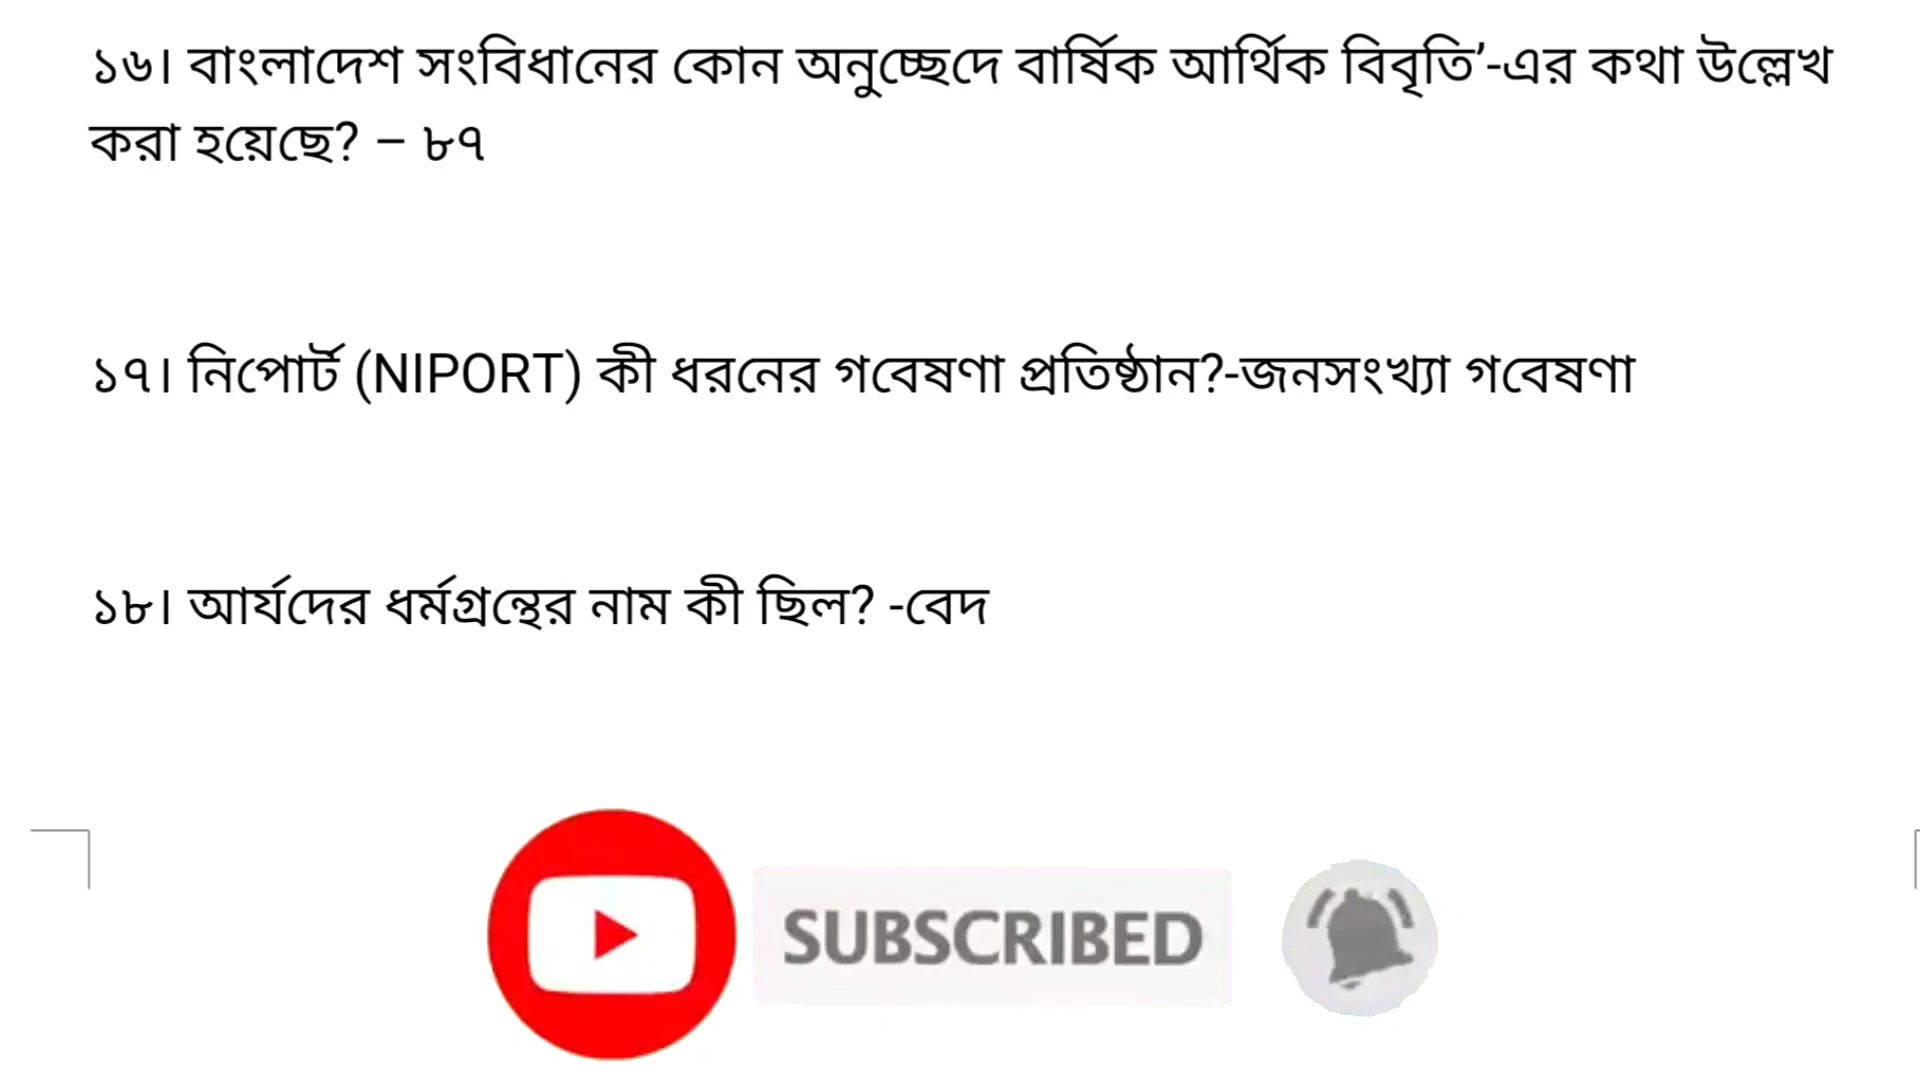 ১৬। বাংলাদেশ সংবিধানের কোন অনুচ্ছেদে বার্ষিক আর্থিক বিবৃতি’-এর কথা উল্লেখ
করা হয়েছে? – ৮৭
১৭। নিপোর্ট (NIPORT) কী ধরনের গবেষণা প্রতিষ্ঠান?-জনসংখ্যা গবেষণা
১৮। আর্যদের ধর্মগ্রন্থের নাম কী ছিল? -বেদ
SUBSCRIBED